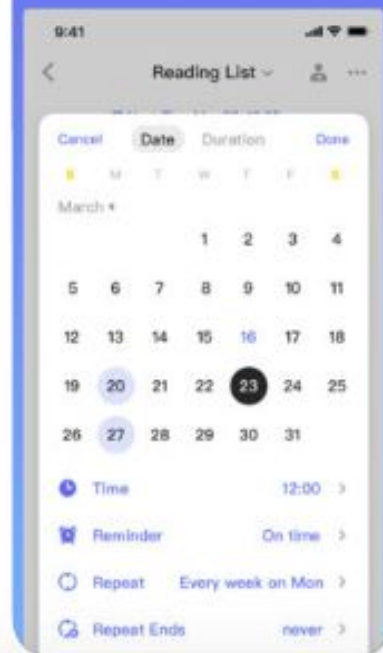 9:41
Reading List
Cancel Date Duration Done
S M T W T F S
March
1 2 3 4
5 6 7 8 9 10 11
12 13 14 15 16 17 18
19 20 21 22 23 24 25
26 27 28 29 30 31
Time 12:00
Reminder On time
Repeat Every week on Mon
Repeat Ends never